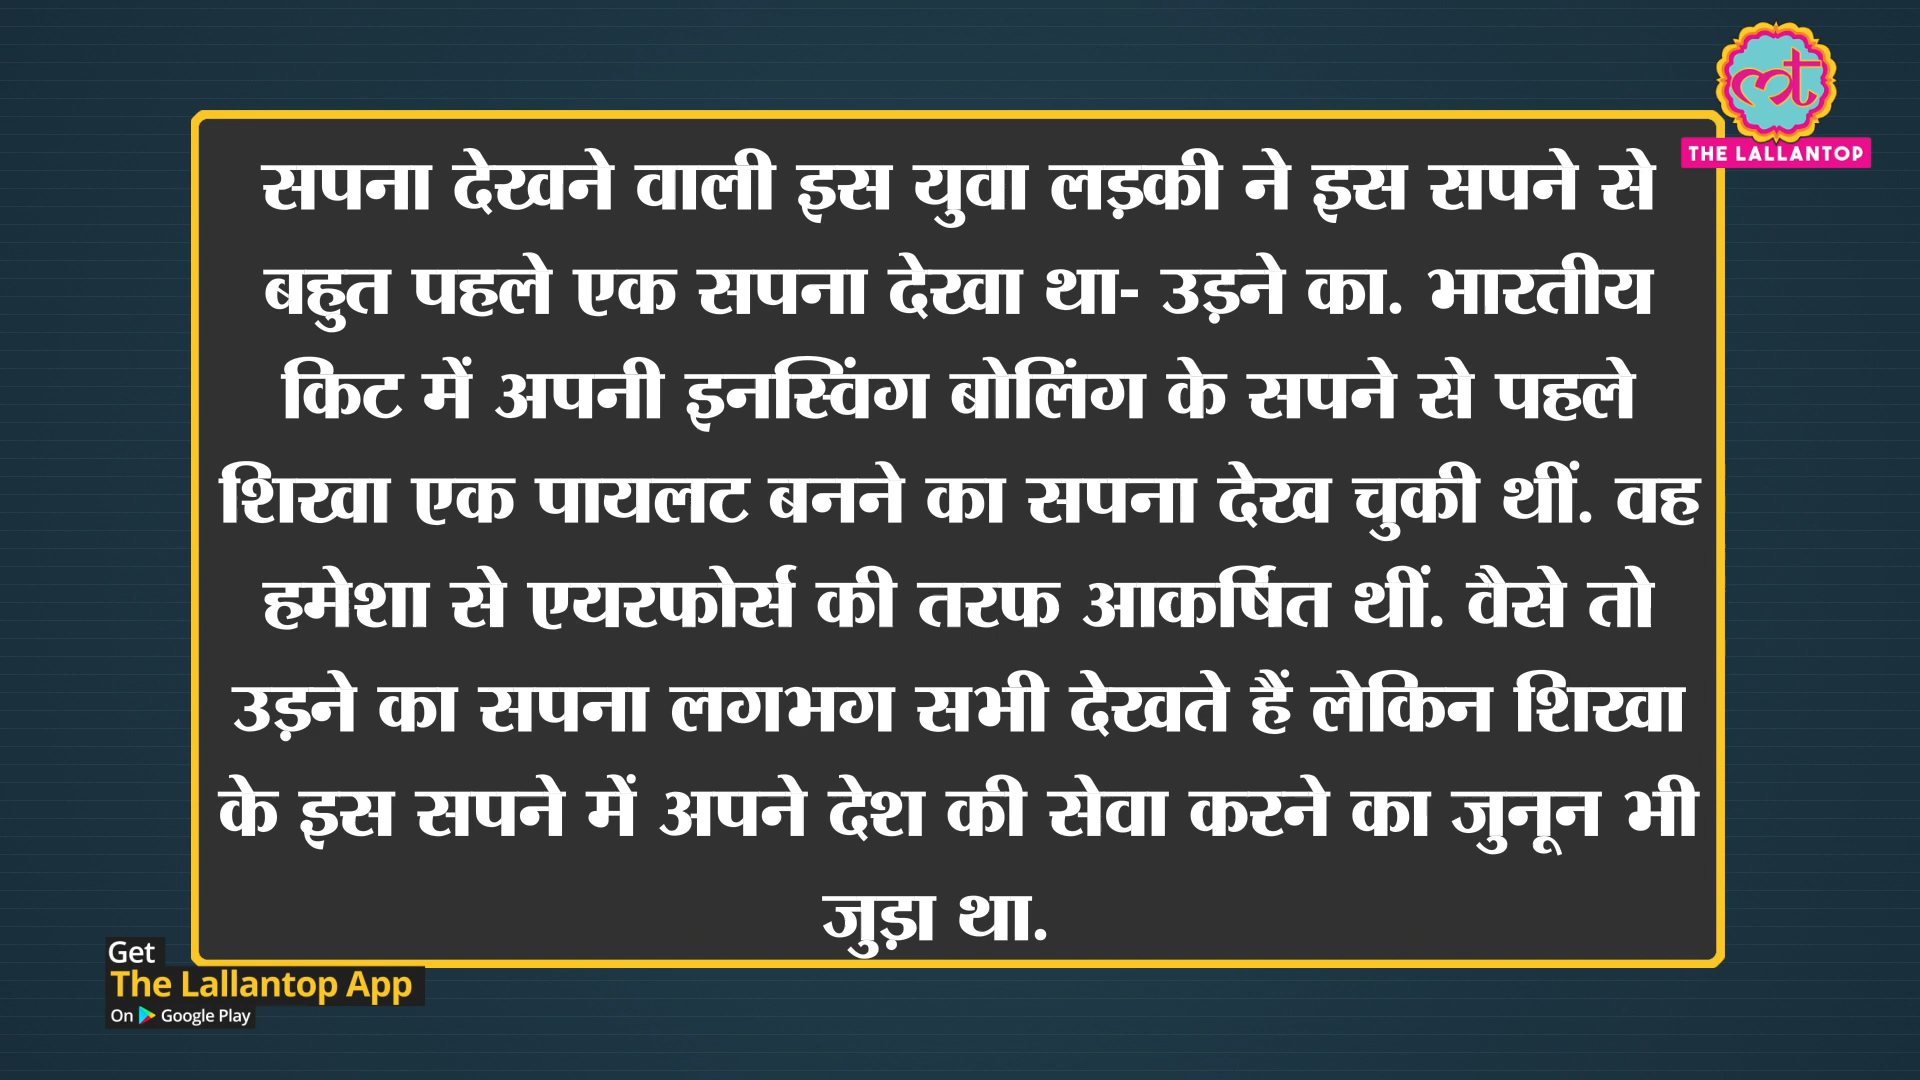 THE LALLANTOP
सपना देखने वाली इस युवा लड़की ने इस सपने से
बहुत पहले एक सपना देखा था- उड़ने का. भारतीय
किट में अपनी इनस्विंग बोलिंग के सपने से पहले
शिखा एक पायलट बनने का सपना देख चुकी थीं. वह
हमेशा से एयरफोर्स की तरफ आकर्षित थीं. वैसे तो
उड़ने का सपना लगभग सभी देखते हैं लेकिन शिखा
के इस सपने में अपने देश की सेवा करने का जुनून भी
जुड़ा था.
Get
The Lallantop App
On Google Play